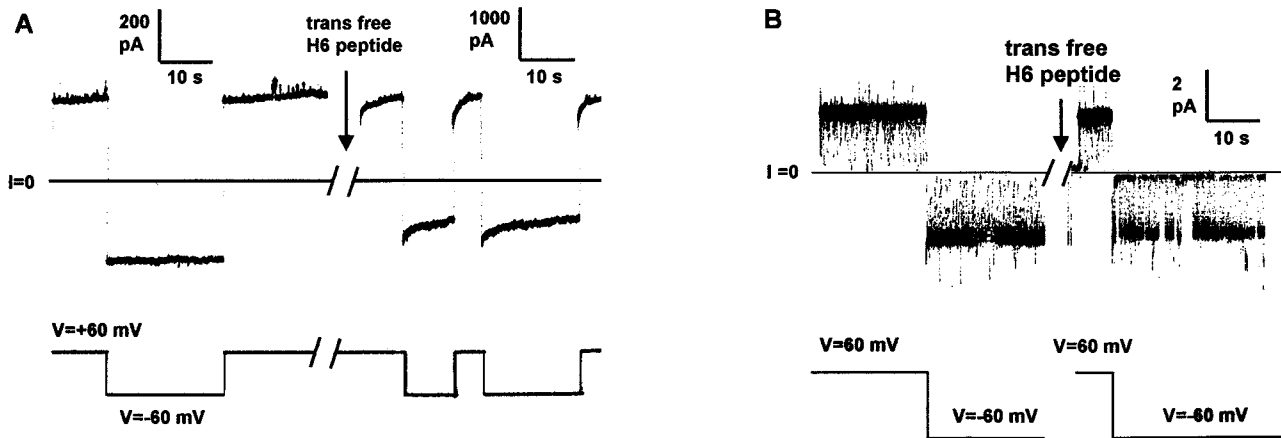 A
200
pA
10 s
trans free
H6 peptide
1000
pA
10 s
I=0
V=+60 mV
V=-60 mV
B
trans free
H6 peptide
2
pA
10 s
I =0
V=60 mV
V=60 mV
V=-60 mV
V=-60 mV